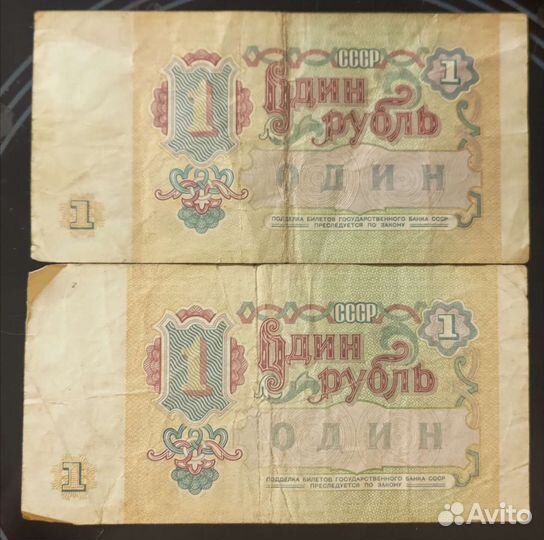 СССР
1
1
Один
рубль
ОДИН
1
ПОДДЕЛКА БИЛЕТОВ ГОСУДАРСТВЕННОГО БАНКА СССР
ПРЕСЛЕДУЕТСЯ ПО ЗАКОНУ
СССР
1
1
Один
рубль
ОДИН
1
ПОДДЕЛКА БИЛЕТОВ ГОСУДАРСТВЕННОГО БАНКА СССР
ПРЕСЛЕДУЕТСЯ ПО ЗАКОНУ
Avito